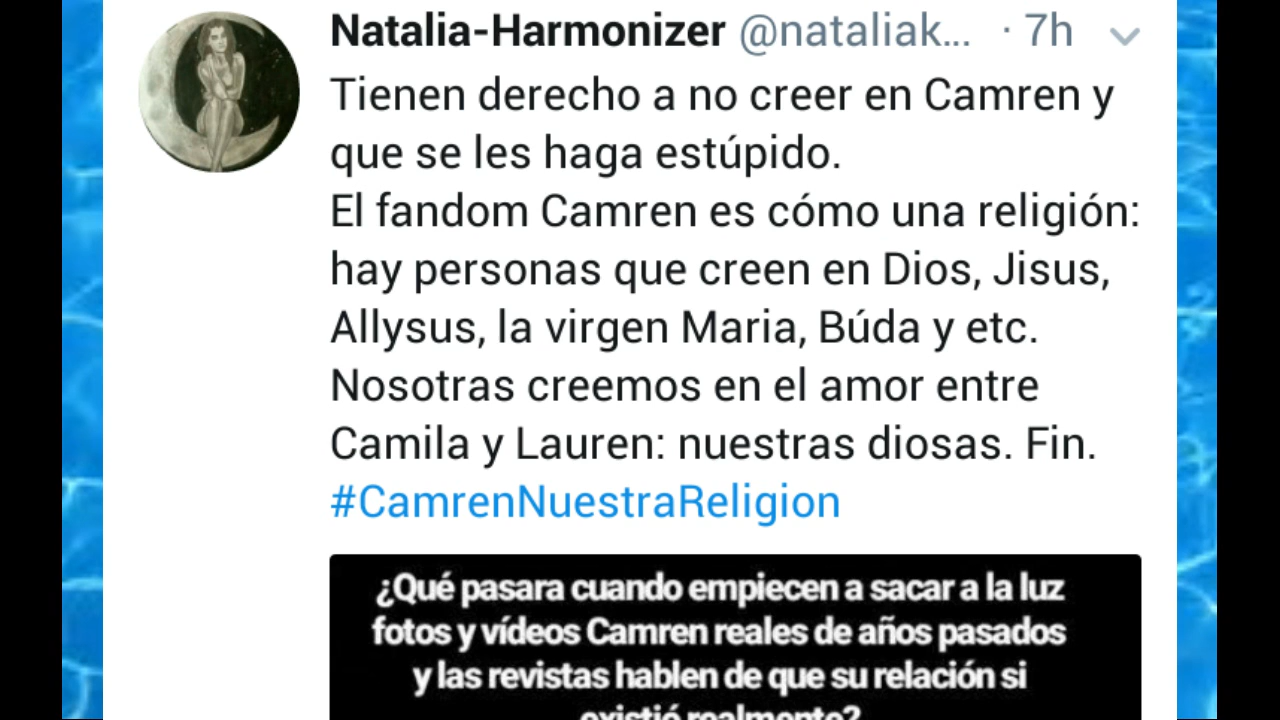 Natalia-Harmonizer @nataliak... · 7h
Tienen derecho a no creer en Camren y
que se les haga estúpido.
El fandom Camren es cómo una religión:
hay personas que creen en Dios, Jisus,
Allysus, la virgen Maria, Búda y etc.
Nosotras creemos en el amor entre
Camila y Lauren: nuestras diosas. Fin.
#CamrenNuestraReligion
¿Qué pasara cuando empiecen a sacar a la luz
fotos y vídeos Camren reales de años pasados
y las revistas hablen de que su relación si
existió realmente?